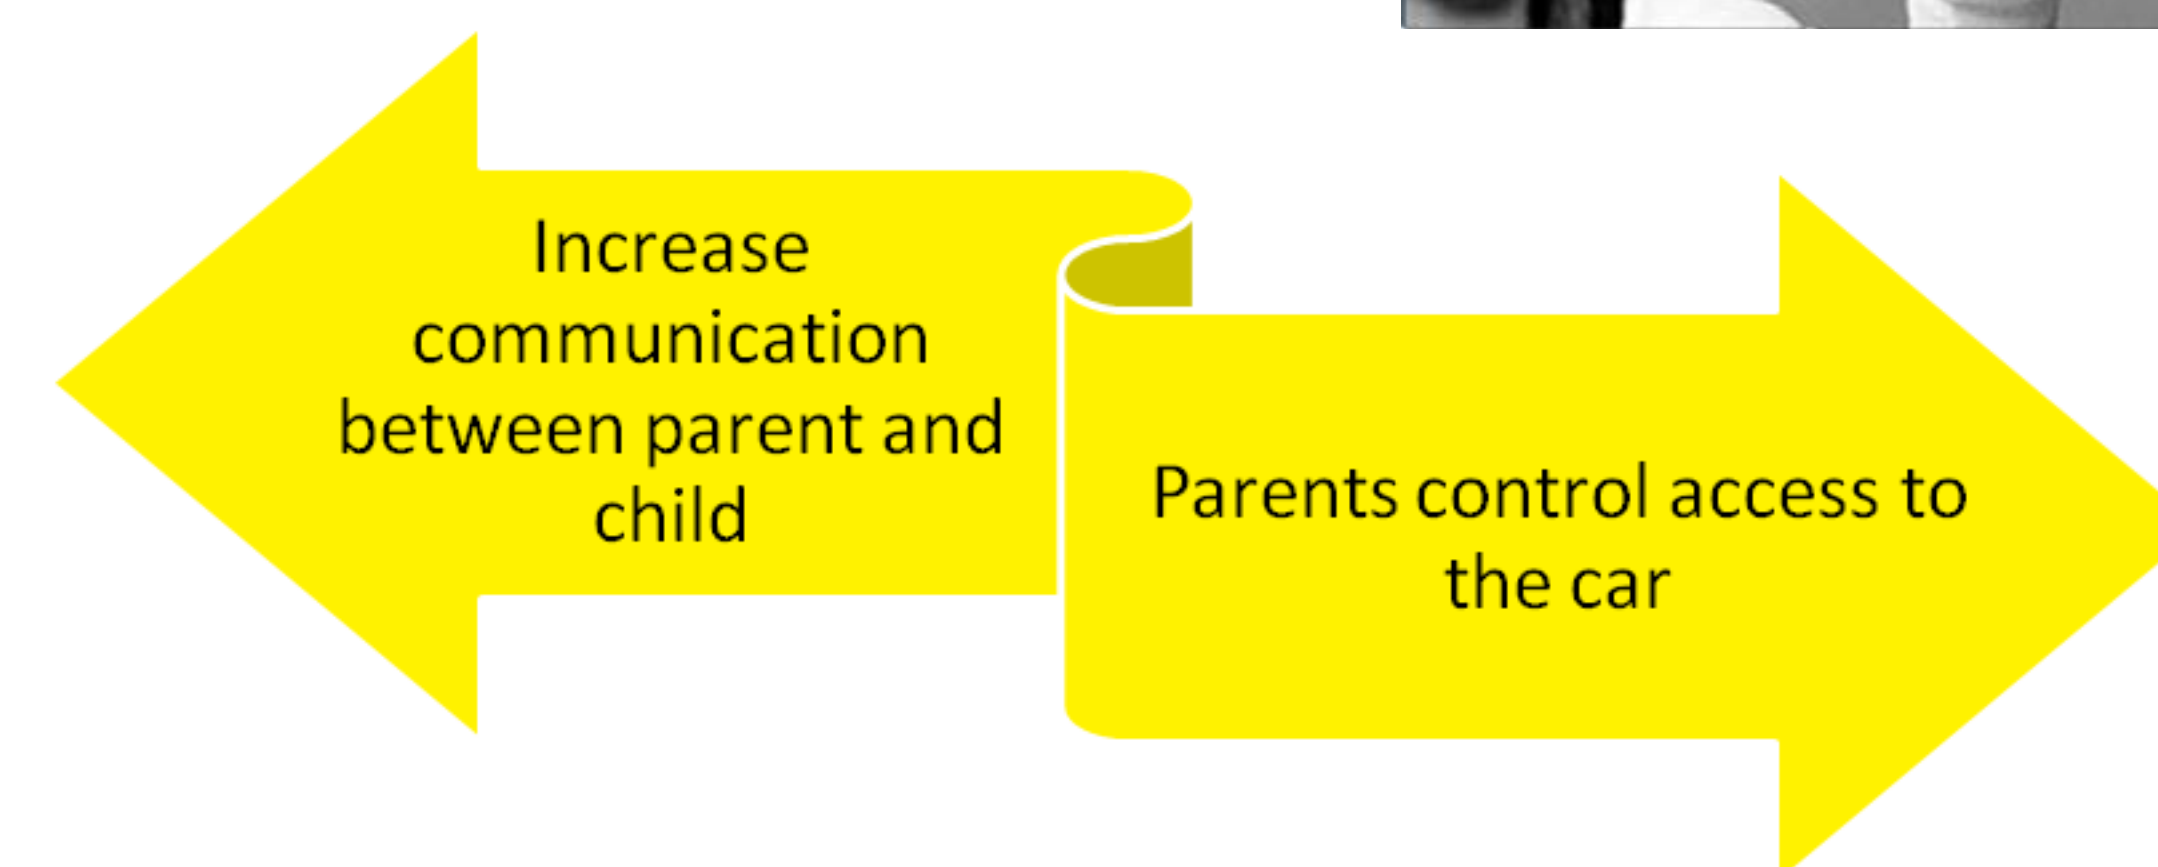 Increase
communication
between parent and
child
Parents control access to
the car